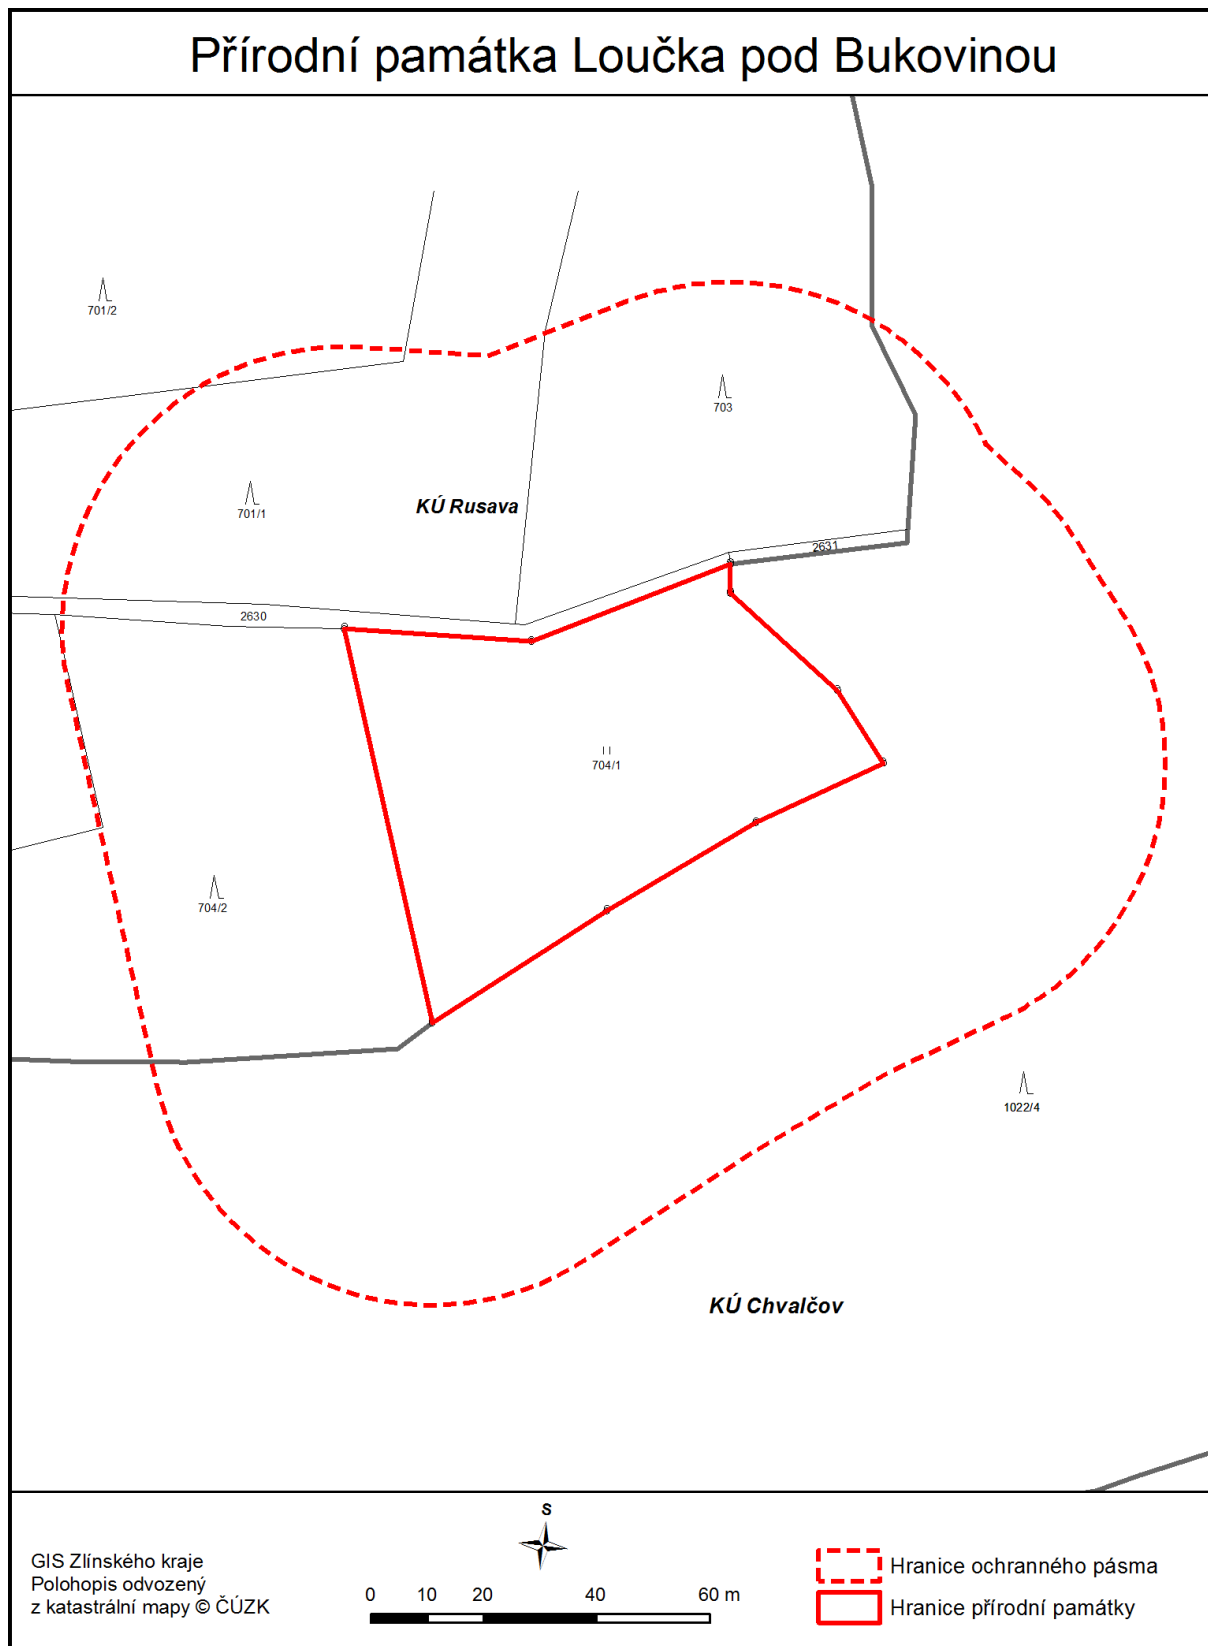 Přírodní památka Loučka pod Bukovinou
701/2
703
701/1
KÚ Rusava
2631
2630
704/1
704/2
1022/4
KÚ Chvalčov
S
GIS Zlínského kraje
Polohopis odvozený
z katastrální mapy © ČÚZK
0 10 20 40 60 m
Hranice ochranného pásma
Hranice přírodní památky